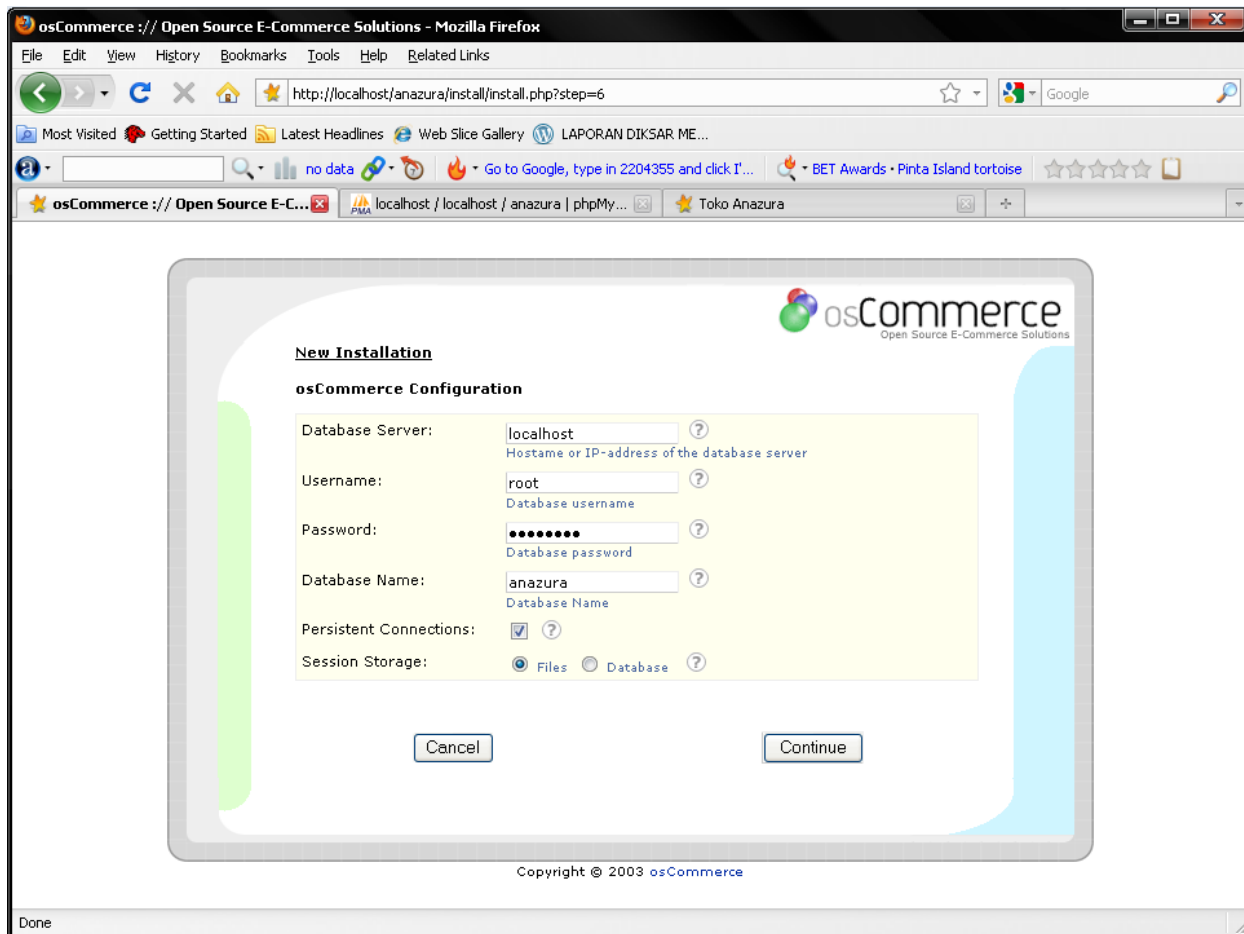 osCommerce :// Open Source E-Commerce Solutions - Mozilla Firefox
File Edit View History Bookmarks Tools Help Related Links
http://localhost/anazura/install/install.php?step=6 Google
Most Visited Getting Started Latest Headlines Web Slice Gallery LAPORAN DIKSAR ME...
no data Go to Google, type in 2204355 and click I'... BET Awards • Pinta Island tortoise
osCommerce :// Open Source E-C... localhost / localhost / anazura | phpMy... Toko Anazura
osCommerce
Open Source E-Commerce Solutions
New Installation
osCommerce Configuration
Database Server: localhost ?
Hostame or IP-address of the database server
Username: root ?
Database username
Password: •••••••• ?
Database password
Database Name: anazura ?
Database Name
Persistent Connections: ?
Session Storage: Files Database ?
Cancel Continue
Copyright © 2003 osCommerce
Done